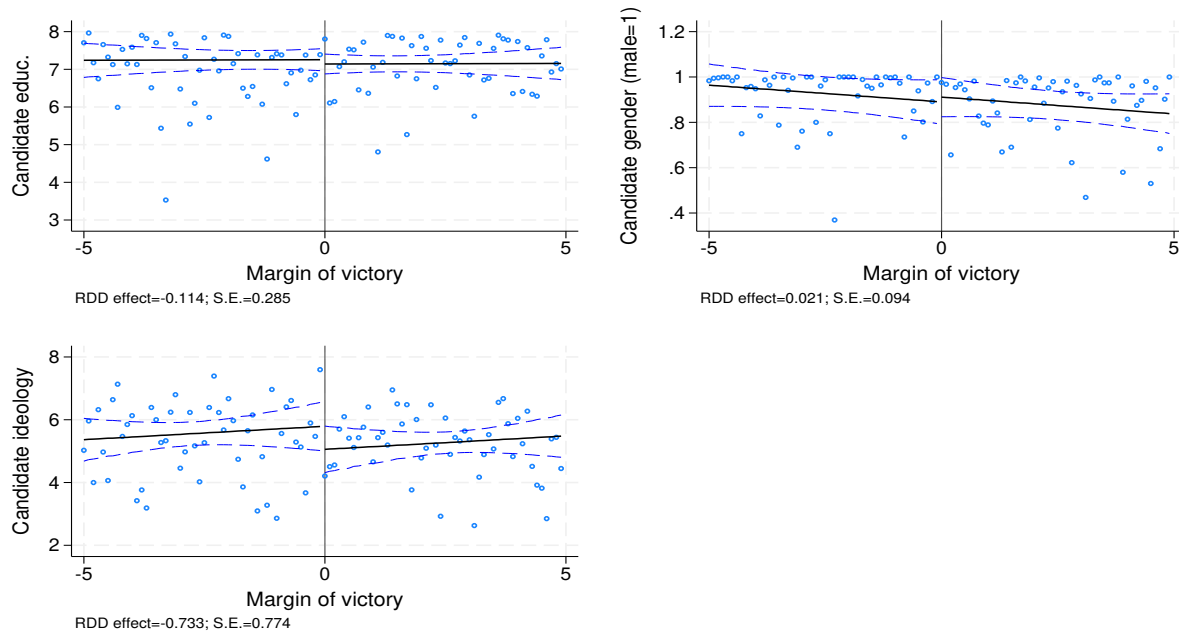 Candidate educ.
8
7
6
5
4
3
-5
0
5
Margin of victory
RDD effect=-0.114; S.E.=0.285
Candidate gender (male=1)
1.2
1
.8
.6
.4
-5
0
5
Margin of victory
RDD effect=0.021; S.E.=0.094
Candidate ideology
8
6
4
2
-5
0
5
Margin of victory
RDD effect=-0.733; S.E.=0.774